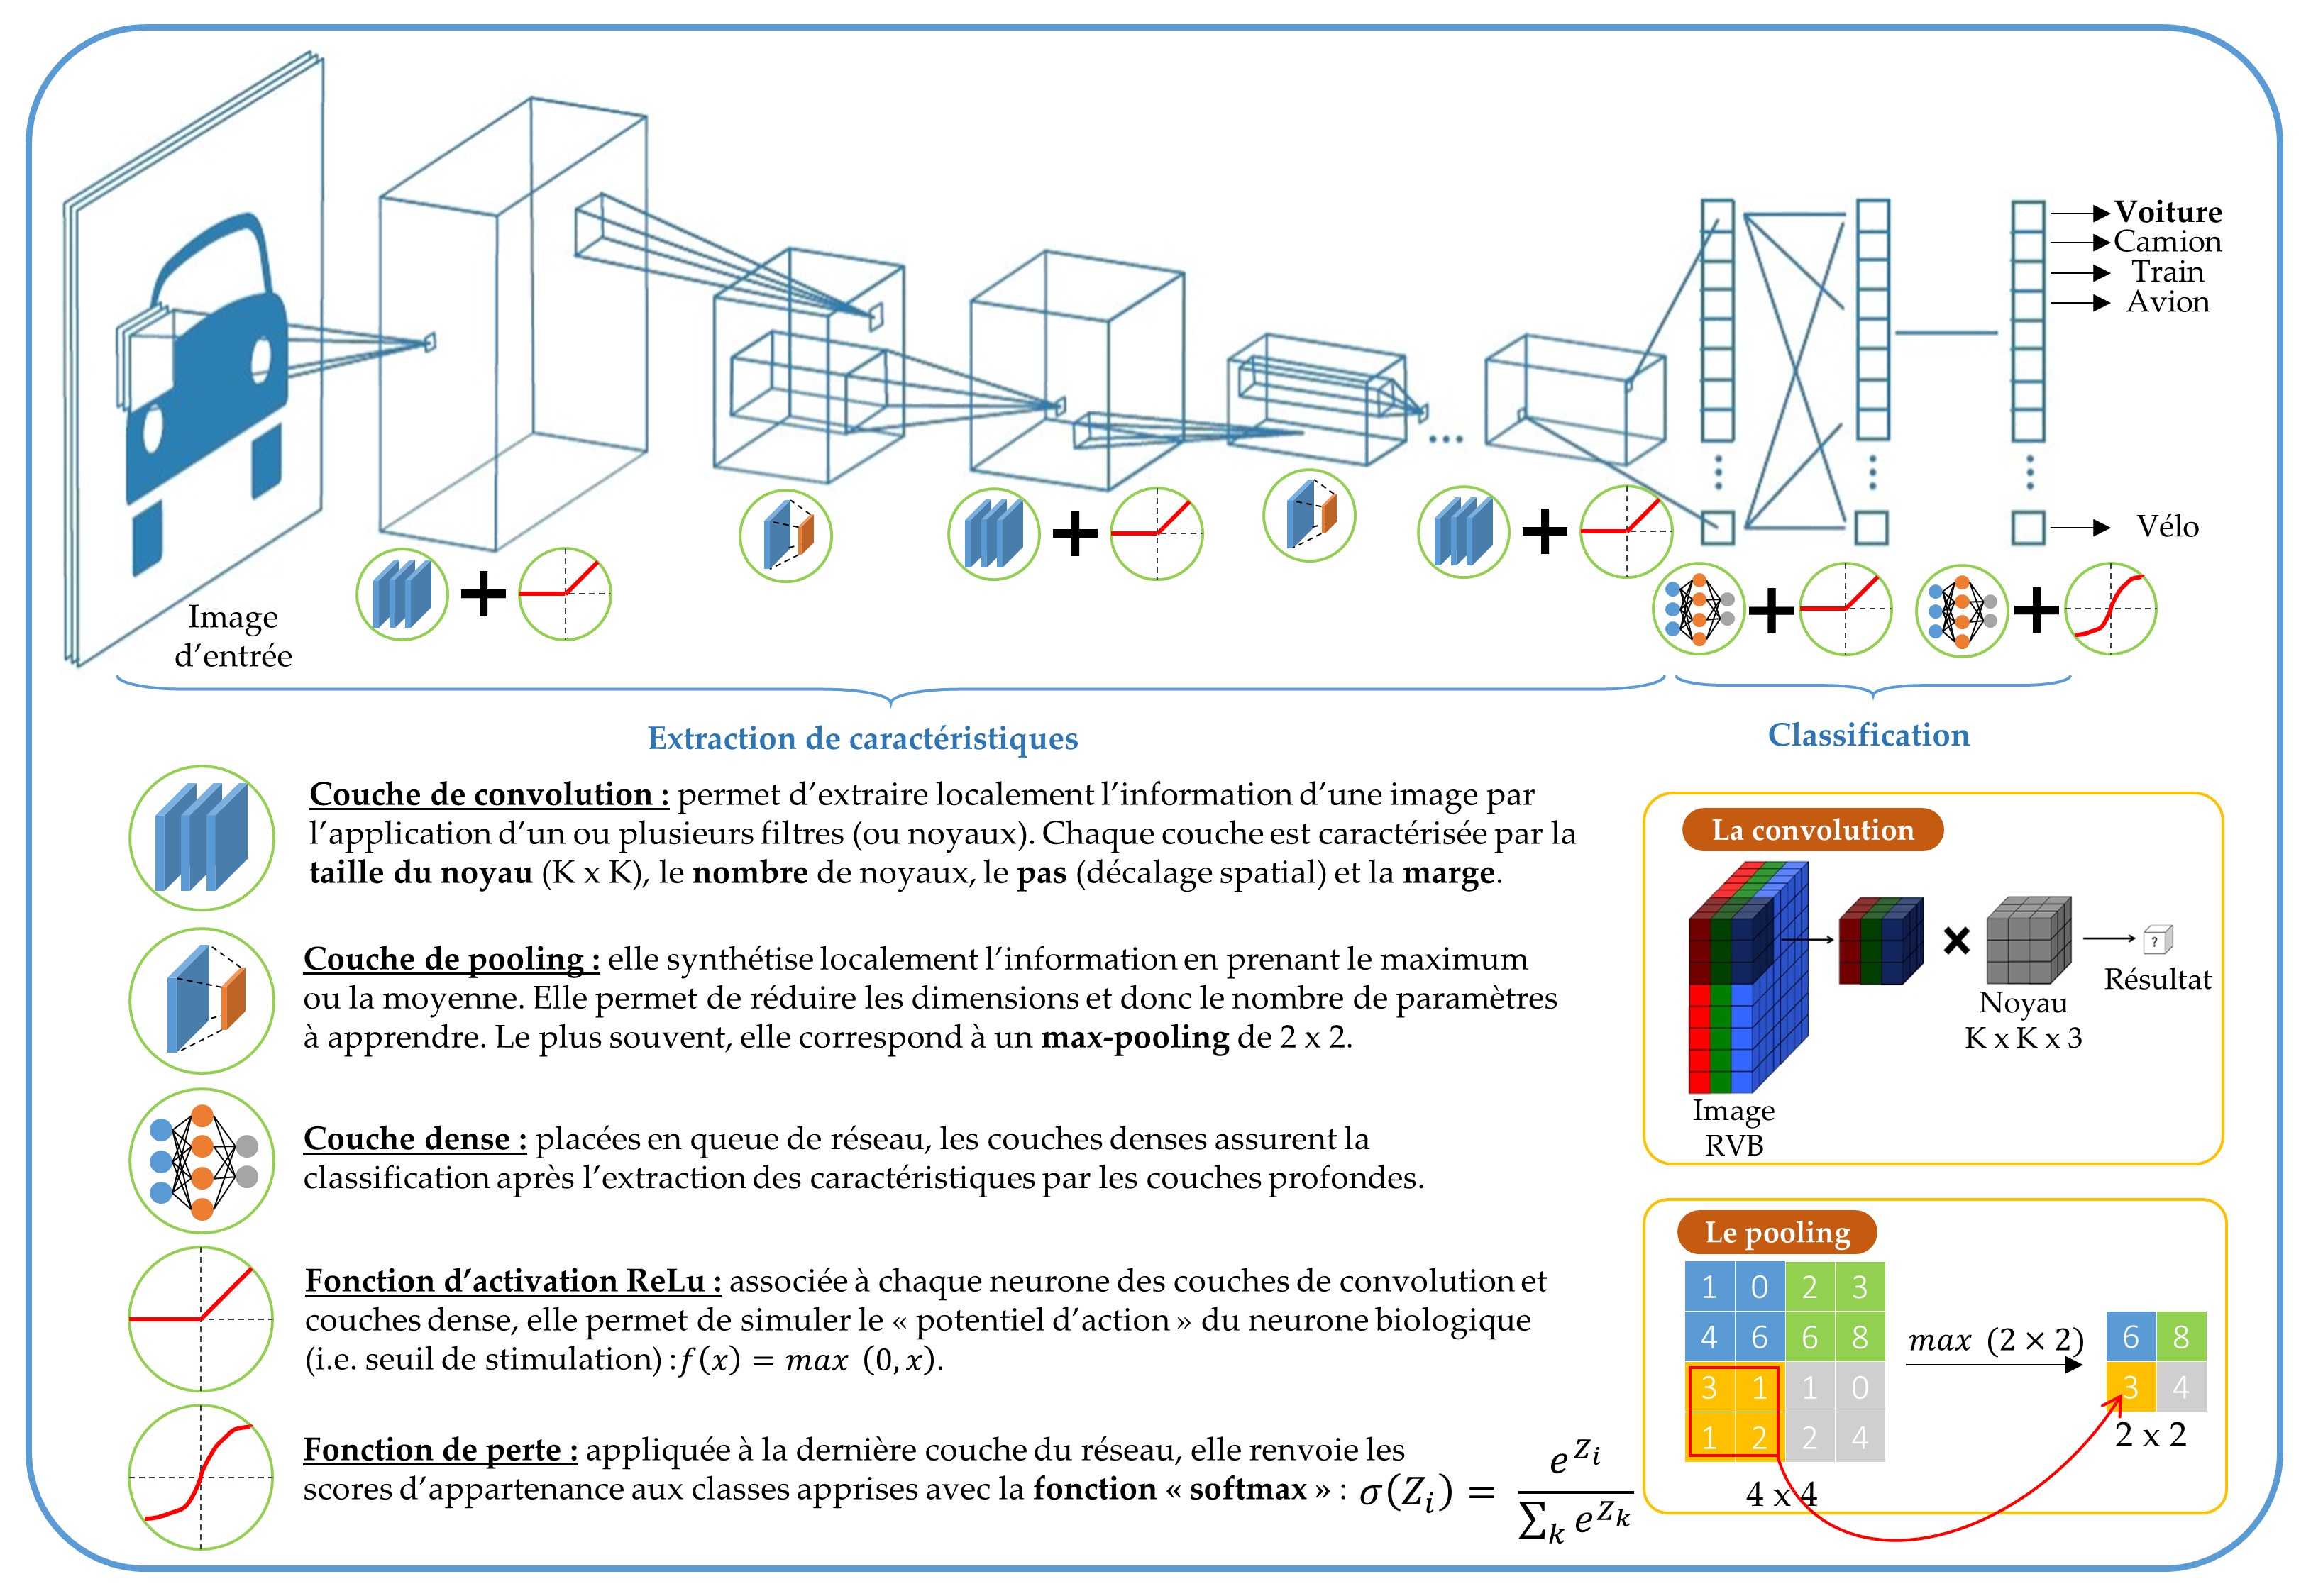 Voiture
Camion
Train
Avion
Vélo
Image
d’entrée
Extraction de caractéristiques
Classification
Couche de convolution : permet d’extraire localement l’information d’une image par
l’application d’un ou plusieurs filtres (ou noyaux). Chaque couche est caractérisée par la
taille du noyau (K x K), le nombre de noyaux, le pas (décalage spatial) et la marge.
Couche de pooling : elle synthétise localement l’information en prenant le maximum
ou la moyenne. Elle permet de réduire les dimensions et donc le nombre de paramètres
à apprendre. Le plus souvent, elle correspond à un max-pooling de 2 x 2.
Couche dense : placées en queue de réseau, les couches denses assurent la
classification après l’extraction des caractéristiques par les couches profondes.
Fonction d’activation ReLu : associée à chaque neurone des couches de convolution et
couches dense, elle permet de simuler le « potentiel d’action » du neurone biologique
(i.e. seuil de stimulation) :f(x) = max (0, x).
Fonction de perte : appliquée à la dernière couche du réseau, elle renvoie les
scores d’appartenance aux classes apprises avec la fonction « softmax » : σ(Z_i) = e^{Z_i} / ∑_k e^{Z_k}
La convolution
×
?
Résultat
Noyau
K x K x 3
Image
RVB
Le pooling
1 0 2 3
4 6 6 8
3 1 1 0
1 2 2 4
4 x 4
max (2 × 2)
6 8
3 4
2 x 2